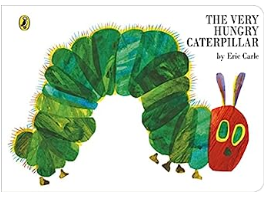 THE VERY
HUNGRY
CATERPILLAR
by Eric Carle